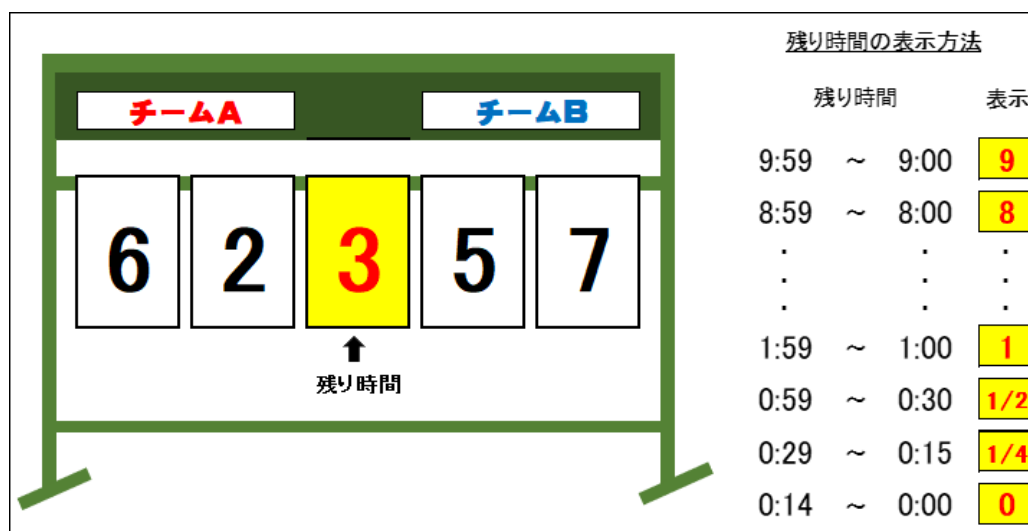 チームA チームB
6 2 3 5 7
残り時間
残り時間の表示方法
残り時間 表示
9:59 ～ 9:00 9
8:59 ～ 8:00 8
・ ・ ・
・ ・ ・
・ ・ ・
1:59 ～ 1:00 1
0:59 ～ 0:30 1/2
0:29 ～ 0:15 1/4
0:14 ～ 0:00 0